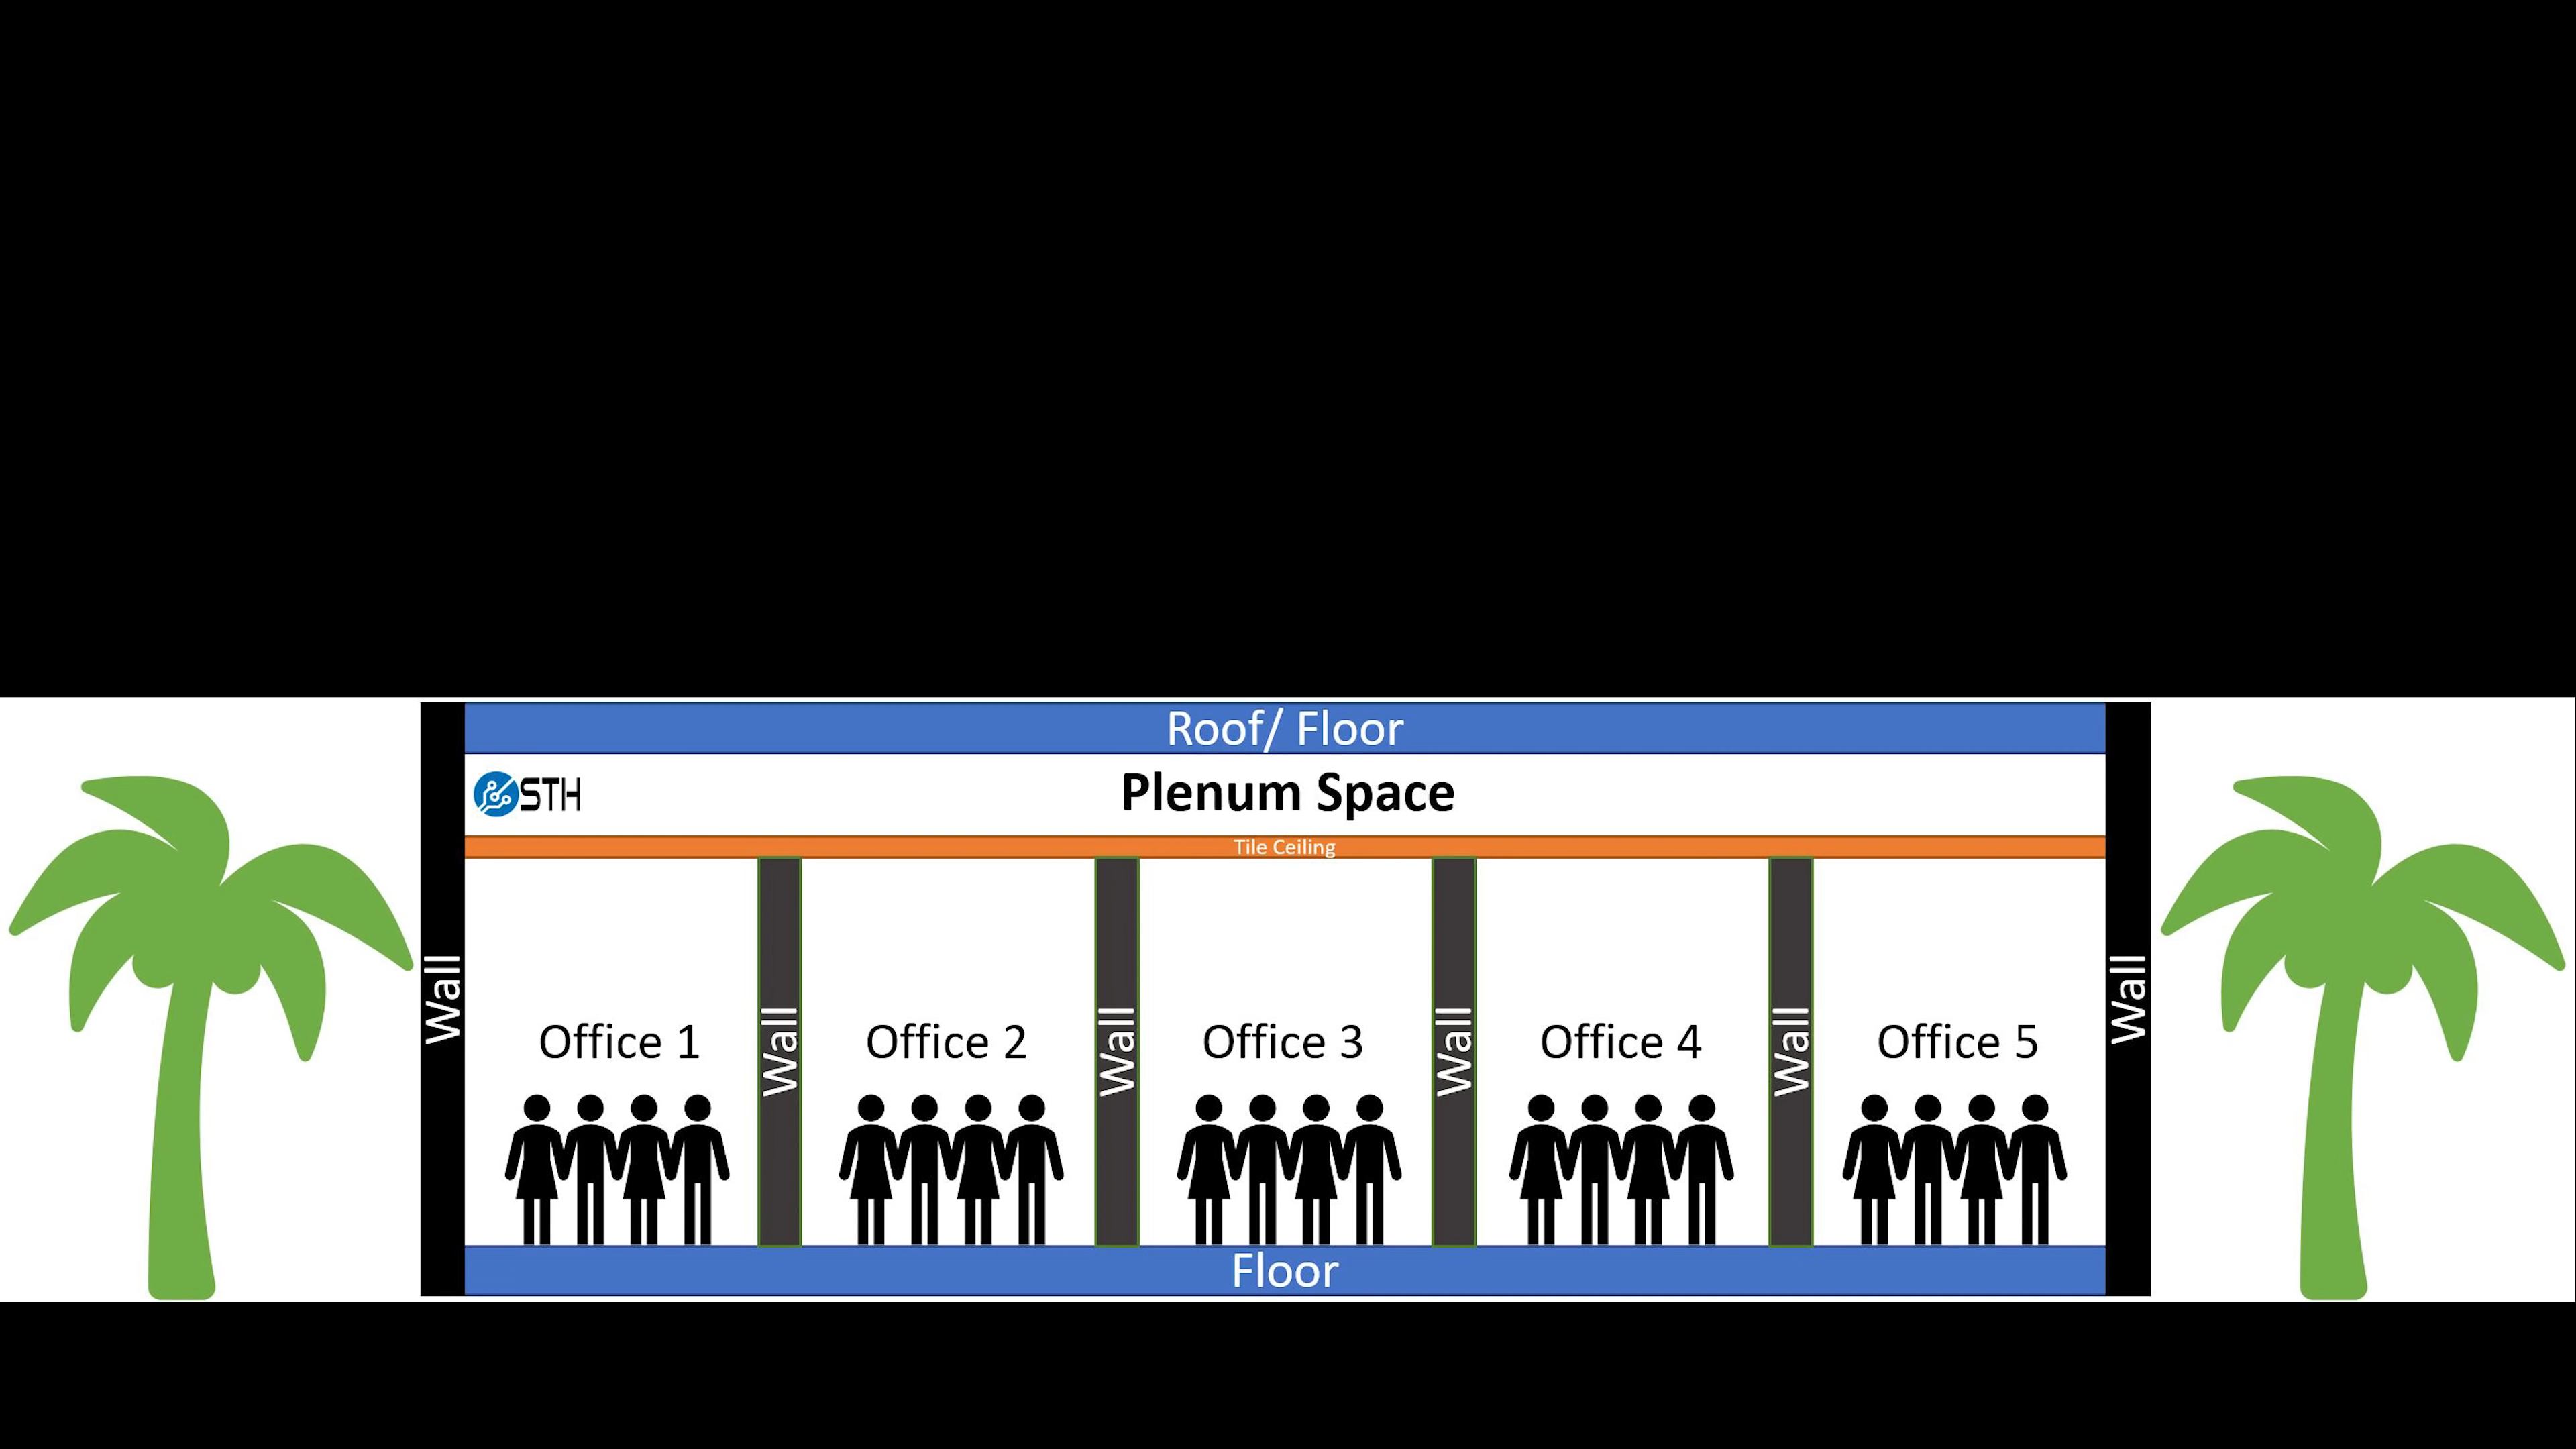 Roof/ Floor
STH
Plenum Space
Tile Ceiling
Wall
Office 1
Wall
Office 2
Wall
Office 3
Wall
Office 4
Wall
Office 5
Wall
Floor